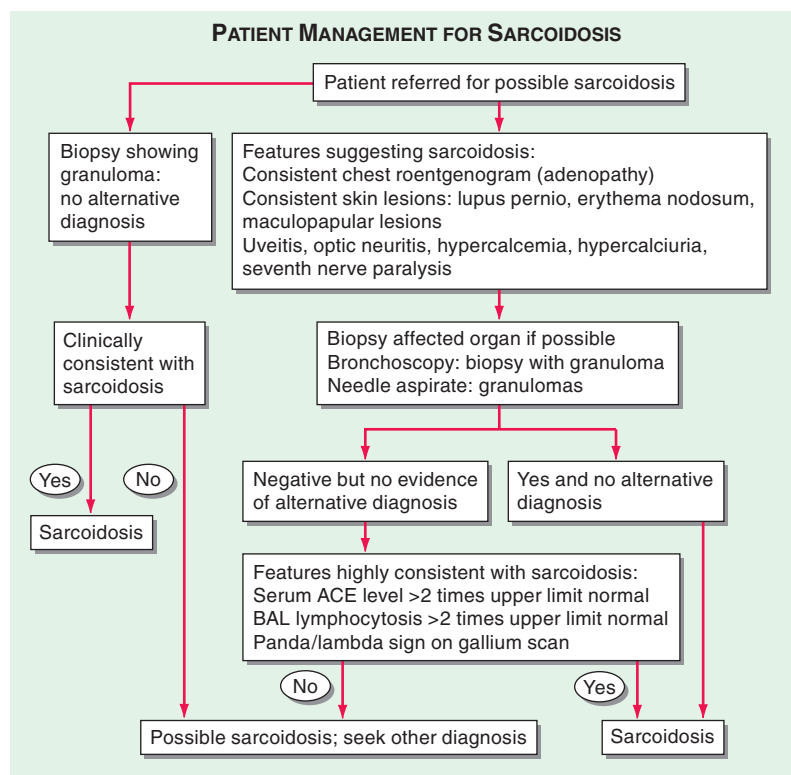 PATIENT MANAGEMENT FOR SARCOIDOSIS
Patient referred for possible sarcoidosis
Biopsy showing
granuloma:
no alternative
diagnosis
Features suggesting sarcoidosis:
Consistent chest roentgenogram (adenopathy)
Consistent skin lesions: lupus pernio, erythema nodosum,
maculopapular lesions
Uveitis, optic neuritis, hypercalcemia, hypercalciuria,
seventh nerve paralysis
Clinically
consistent with
sarcoidosis
Biopsy affected organ if possible
Bronchoscopy: biopsy with granuloma
Needle aspirate: granulomas
Yes
No
Negative but no evidence
of alternative diagnosis
Yes and no alternative
diagnosis
Sarcoidosis
Features highly consistent with sarcoidosis:
Serum ACE level >2 times upper limit normal
BAL lymphocytosis >2 times upper limit normal
Panda/lambda sign on gallium scan
No
Yes
Possible sarcoidosis; seek other diagnosis
Sarcoidosis